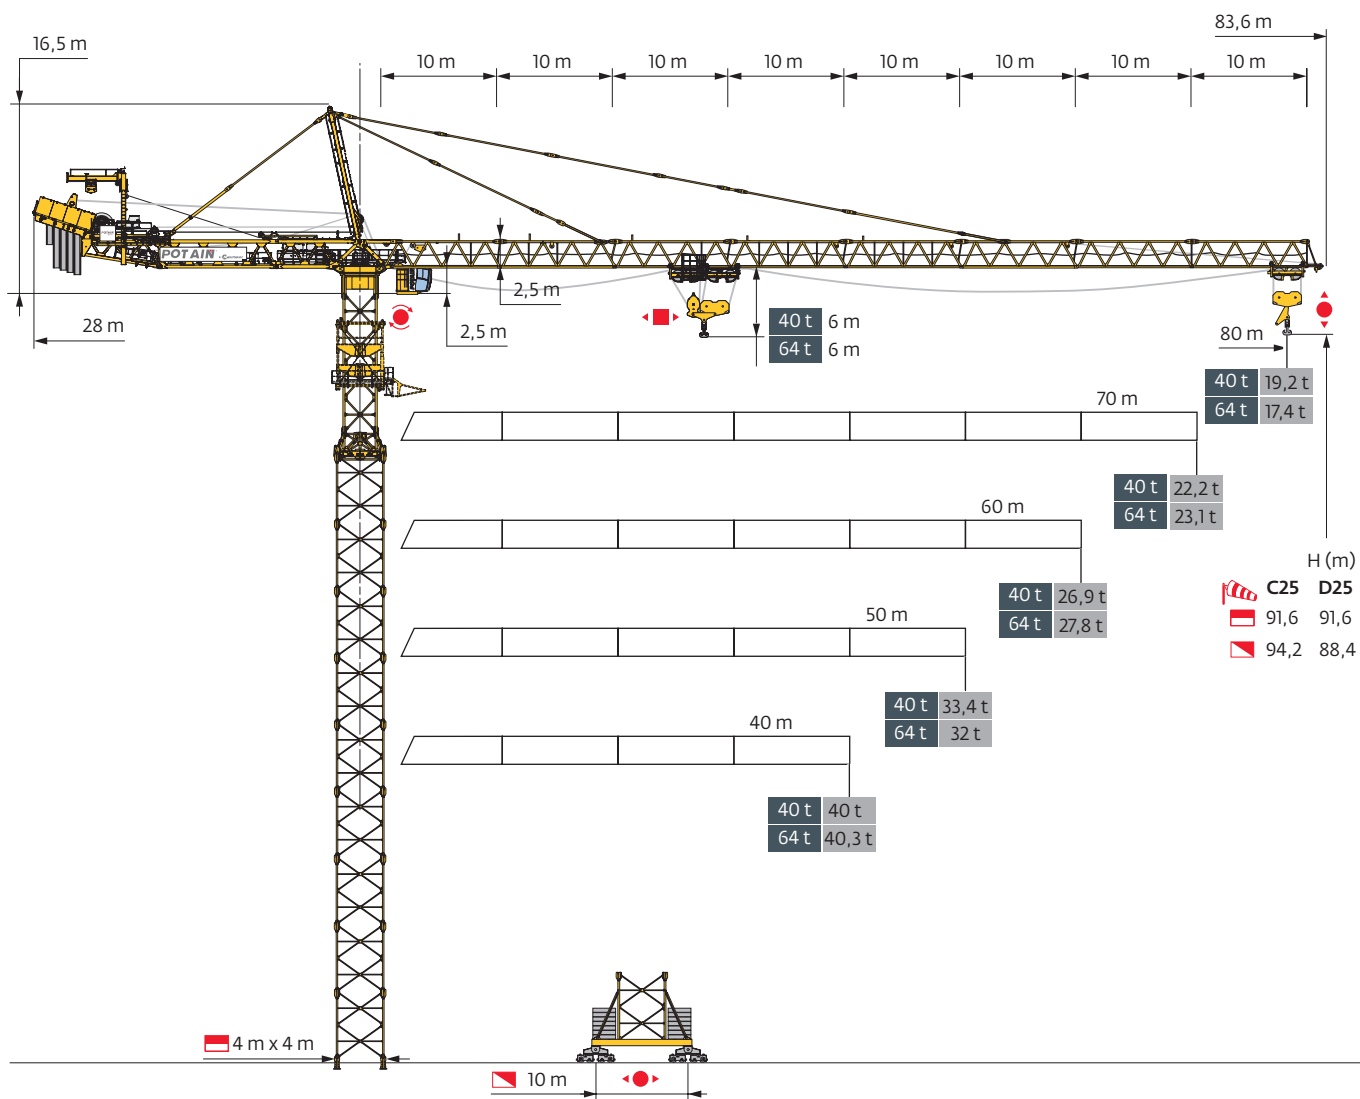 83,6 m
16,5 m
10 m 10 m 10 m 10 m 10 m 10 m 10 m 10 m
POTAIN
2,5 m
28 m
2,5 m
40 t 6 m
64 t 6 m
80 m
40 t 19,2 t
64 t 17,4 t
70 m
40 t 22,2 t
64 t 23,1 t
60 m
H (m)
C25 D25
91,6 91,6
94,2 88,4
40 t 26,9 t
64 t 27,8 t
50 m
40 t 33,4 t
64 t 32 t
40 m
40 t 40 t
64 t 40,3 t
4 m x 4 m
10 m